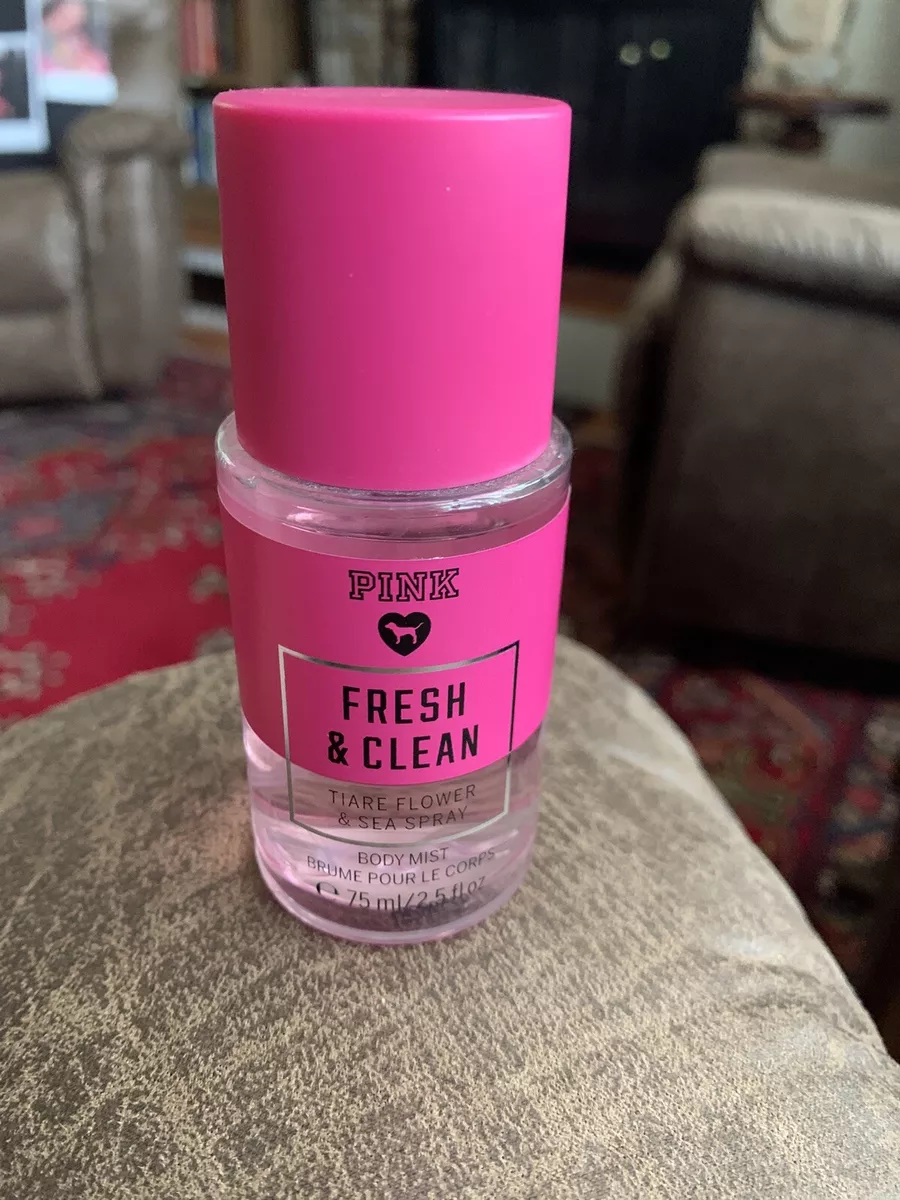 PINK
FRESH
& CLEAN
TIARE FLOWER
& SEA SPRAY
BODY MIST
BRUME POUR LE CORPS
℮ 75 ml/2.5 fl oz